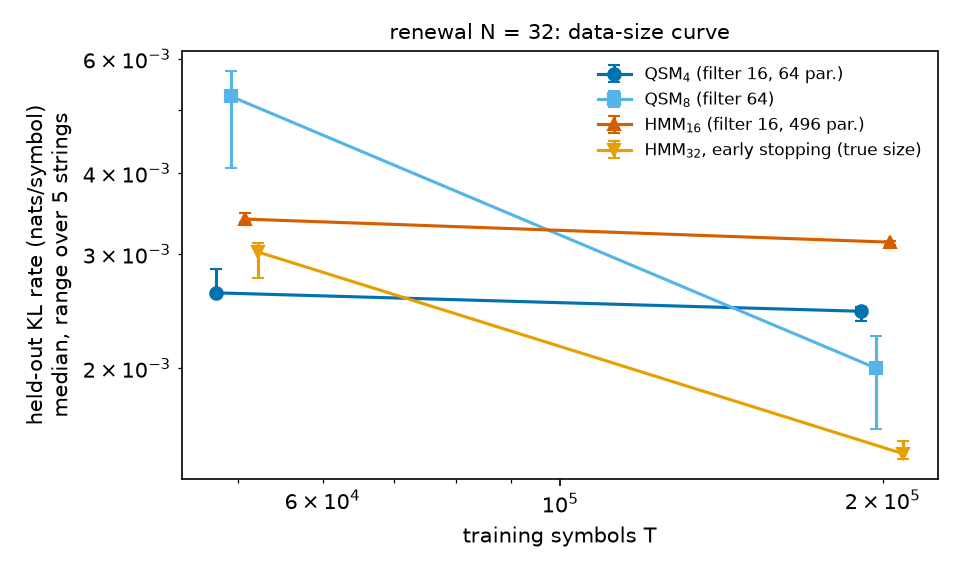 renewal N = 32: data-size curve
held-out KL rate (nats/symbol)
median, range over 5 strings
6 × 10⁻³
4 × 10⁻³
3 × 10⁻³
2 × 10⁻³
QSM₄ (filter 16, 64 par.)
QSM₈ (filter 64)
HMM₁₆ (filter 16, 496 par.)
HMM₃₂, early stopping (true size)
6 × 10⁴
10⁵
2 × 10⁵
training symbols T